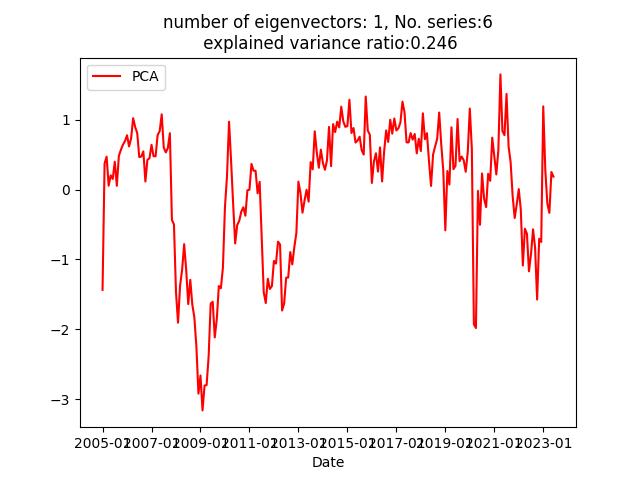 number of eigenvectors: 1, No. series:6
explained variance ratio:0.246
PCA
1
0
−1
−2
−3
2005-01 2007-01 2009-01 2011-01 2013-01 2015-01 2017-01 2019-01 2021-01 2023-01
Date